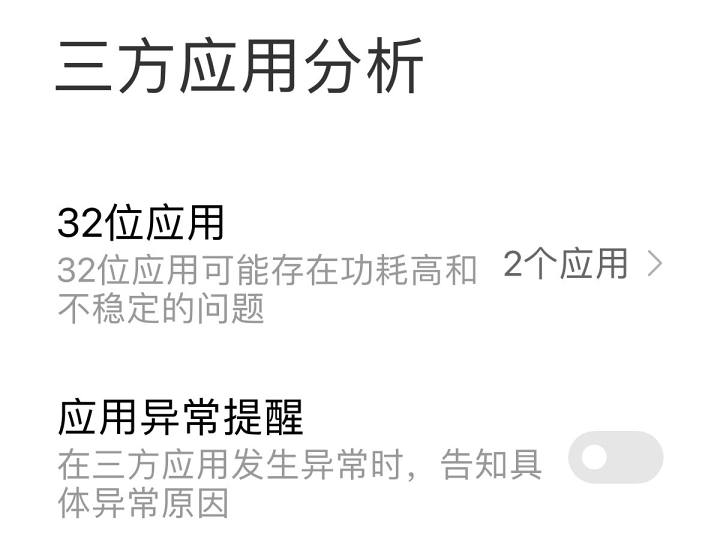 三方应用分析
32位应用
32位应用可能存在功耗高和
不稳定的问题
2个应用
应用异常提醒
在三方应用发生异常时，告知具
体异常原因